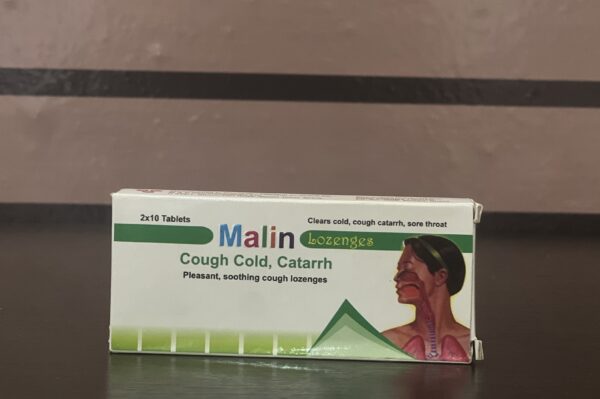 2x10 Tablets
Clears cold, cough catarrh, sore throat
Malin Lozenges
Cough Cold, Catarrh
Pleasant, soothing cough lozenges